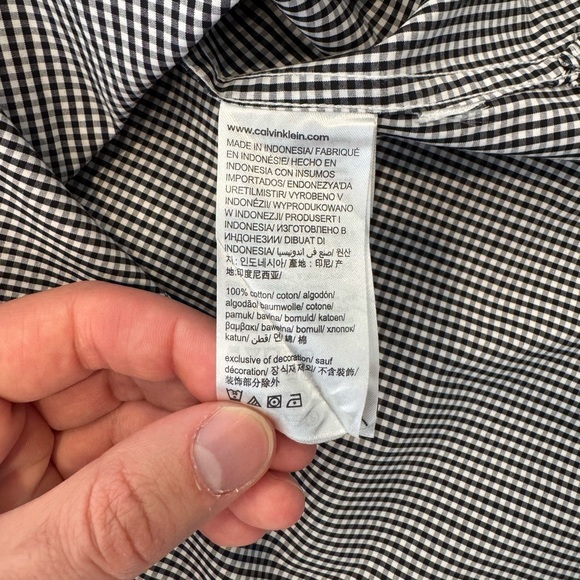 www.calvinklein.com
MADE IN INDONESIA/ FABRIQUÉ
EN INDONÉSIE/ HECHO EN
INDONESIA CON INSUMOS
IMPORTADOS/ ENDONEZYA'DA
ÜRETILMISTIR/ VYROBENO V
INDONÉZII/ WYPRODUKOWANO
W INDONEZJI/ PRODUSERT I
INDONESIA/ ИЗГОТОВЛЕНО В
ИНДОНЕЗИИ/ DIBUAT DI
INDONESIA/ صنع في اندونيسيا/ 원산
지: 인도네시아/ 產地: 印尼/ 产
地:印度尼西亚/
100% cotton/ coton/ algodón/
algodão/ baumwolle/ cotone/
pamuk/ bavlna/ bomuld/ katoen/
βαμβακι/ bawełna/ bomull/ хлопок/
katun/ قطن/ 면/ 綿/ 棉
exclusive of decoration/ sauf
décoration/ 장식재제외/ 不含裝飾/
装饰部分除外